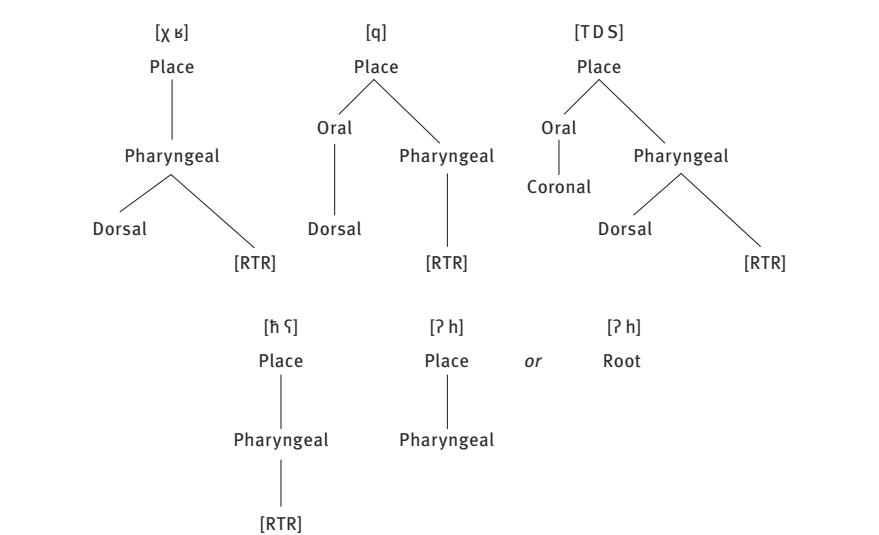 [χ ʁ] [q] [T D S]
Place Place Place
Oral Oral
Pharyngeal Pharyngeal Pharyngeal
Coronal
Dorsal Dorsal Dorsal
[RTR] [RTR] [RTR]
[ħ ʕ] [ʔ h] [ʔ h]
Place Place or Root
Pharyngeal Pharyngeal
[RTR]